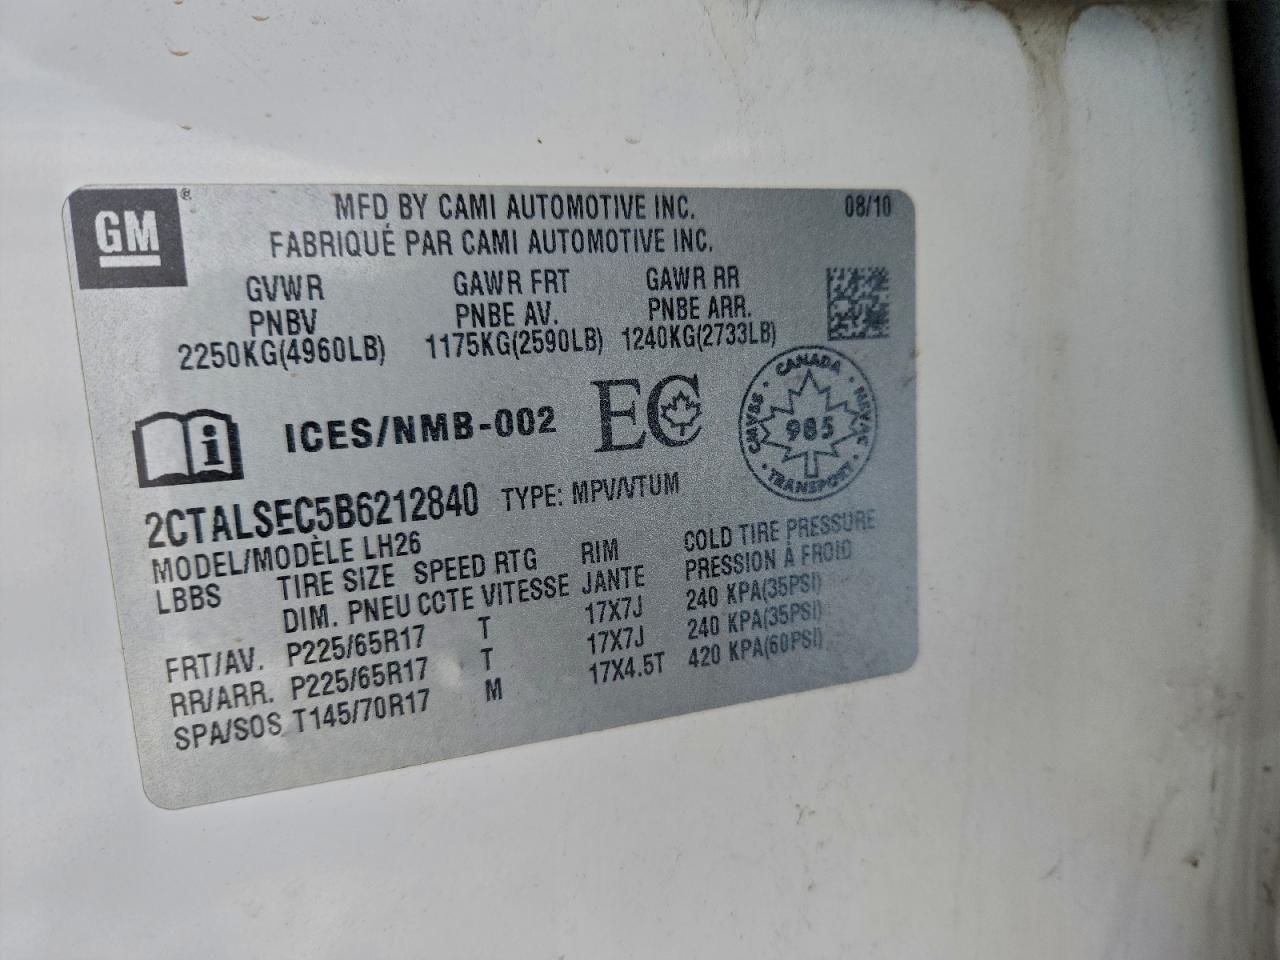 GM ®
MFD BY CAMI AUTOMOTIVE INC. 08/10
FABRIQUÉ PAR CAMI AUTOMOTIVE INC.
GVWR GAWR FRT GAWR RR
PNBV PNBE AV. PNBE ARR.
2250KG(4960LB) 1175KG(2590LB) 1240KG(2733LB)
i ICES/NMB-002 EC
CANADA
CMVSS 985 NSVAC
TRANSPORT
2CTALSEC5B6212840 TYPE: MPV/VTUM
MODEL/MODÈLE LH26
LBBS TIRE SIZE SPEED RTG RIM COLD TIRE PRESSURE
DIM. PNEU COTE VITESSE JANTE PRESSION À FROID
FRT/AV. P225/65R17 T 17X7J 240 KPA(35PSI)
RR/ARR. P225/65R17 T 17X7J 240 KPA(35PSI)
SPA/SOS T145/70R17 M 17X4.5T 420 KPA(60PSI)